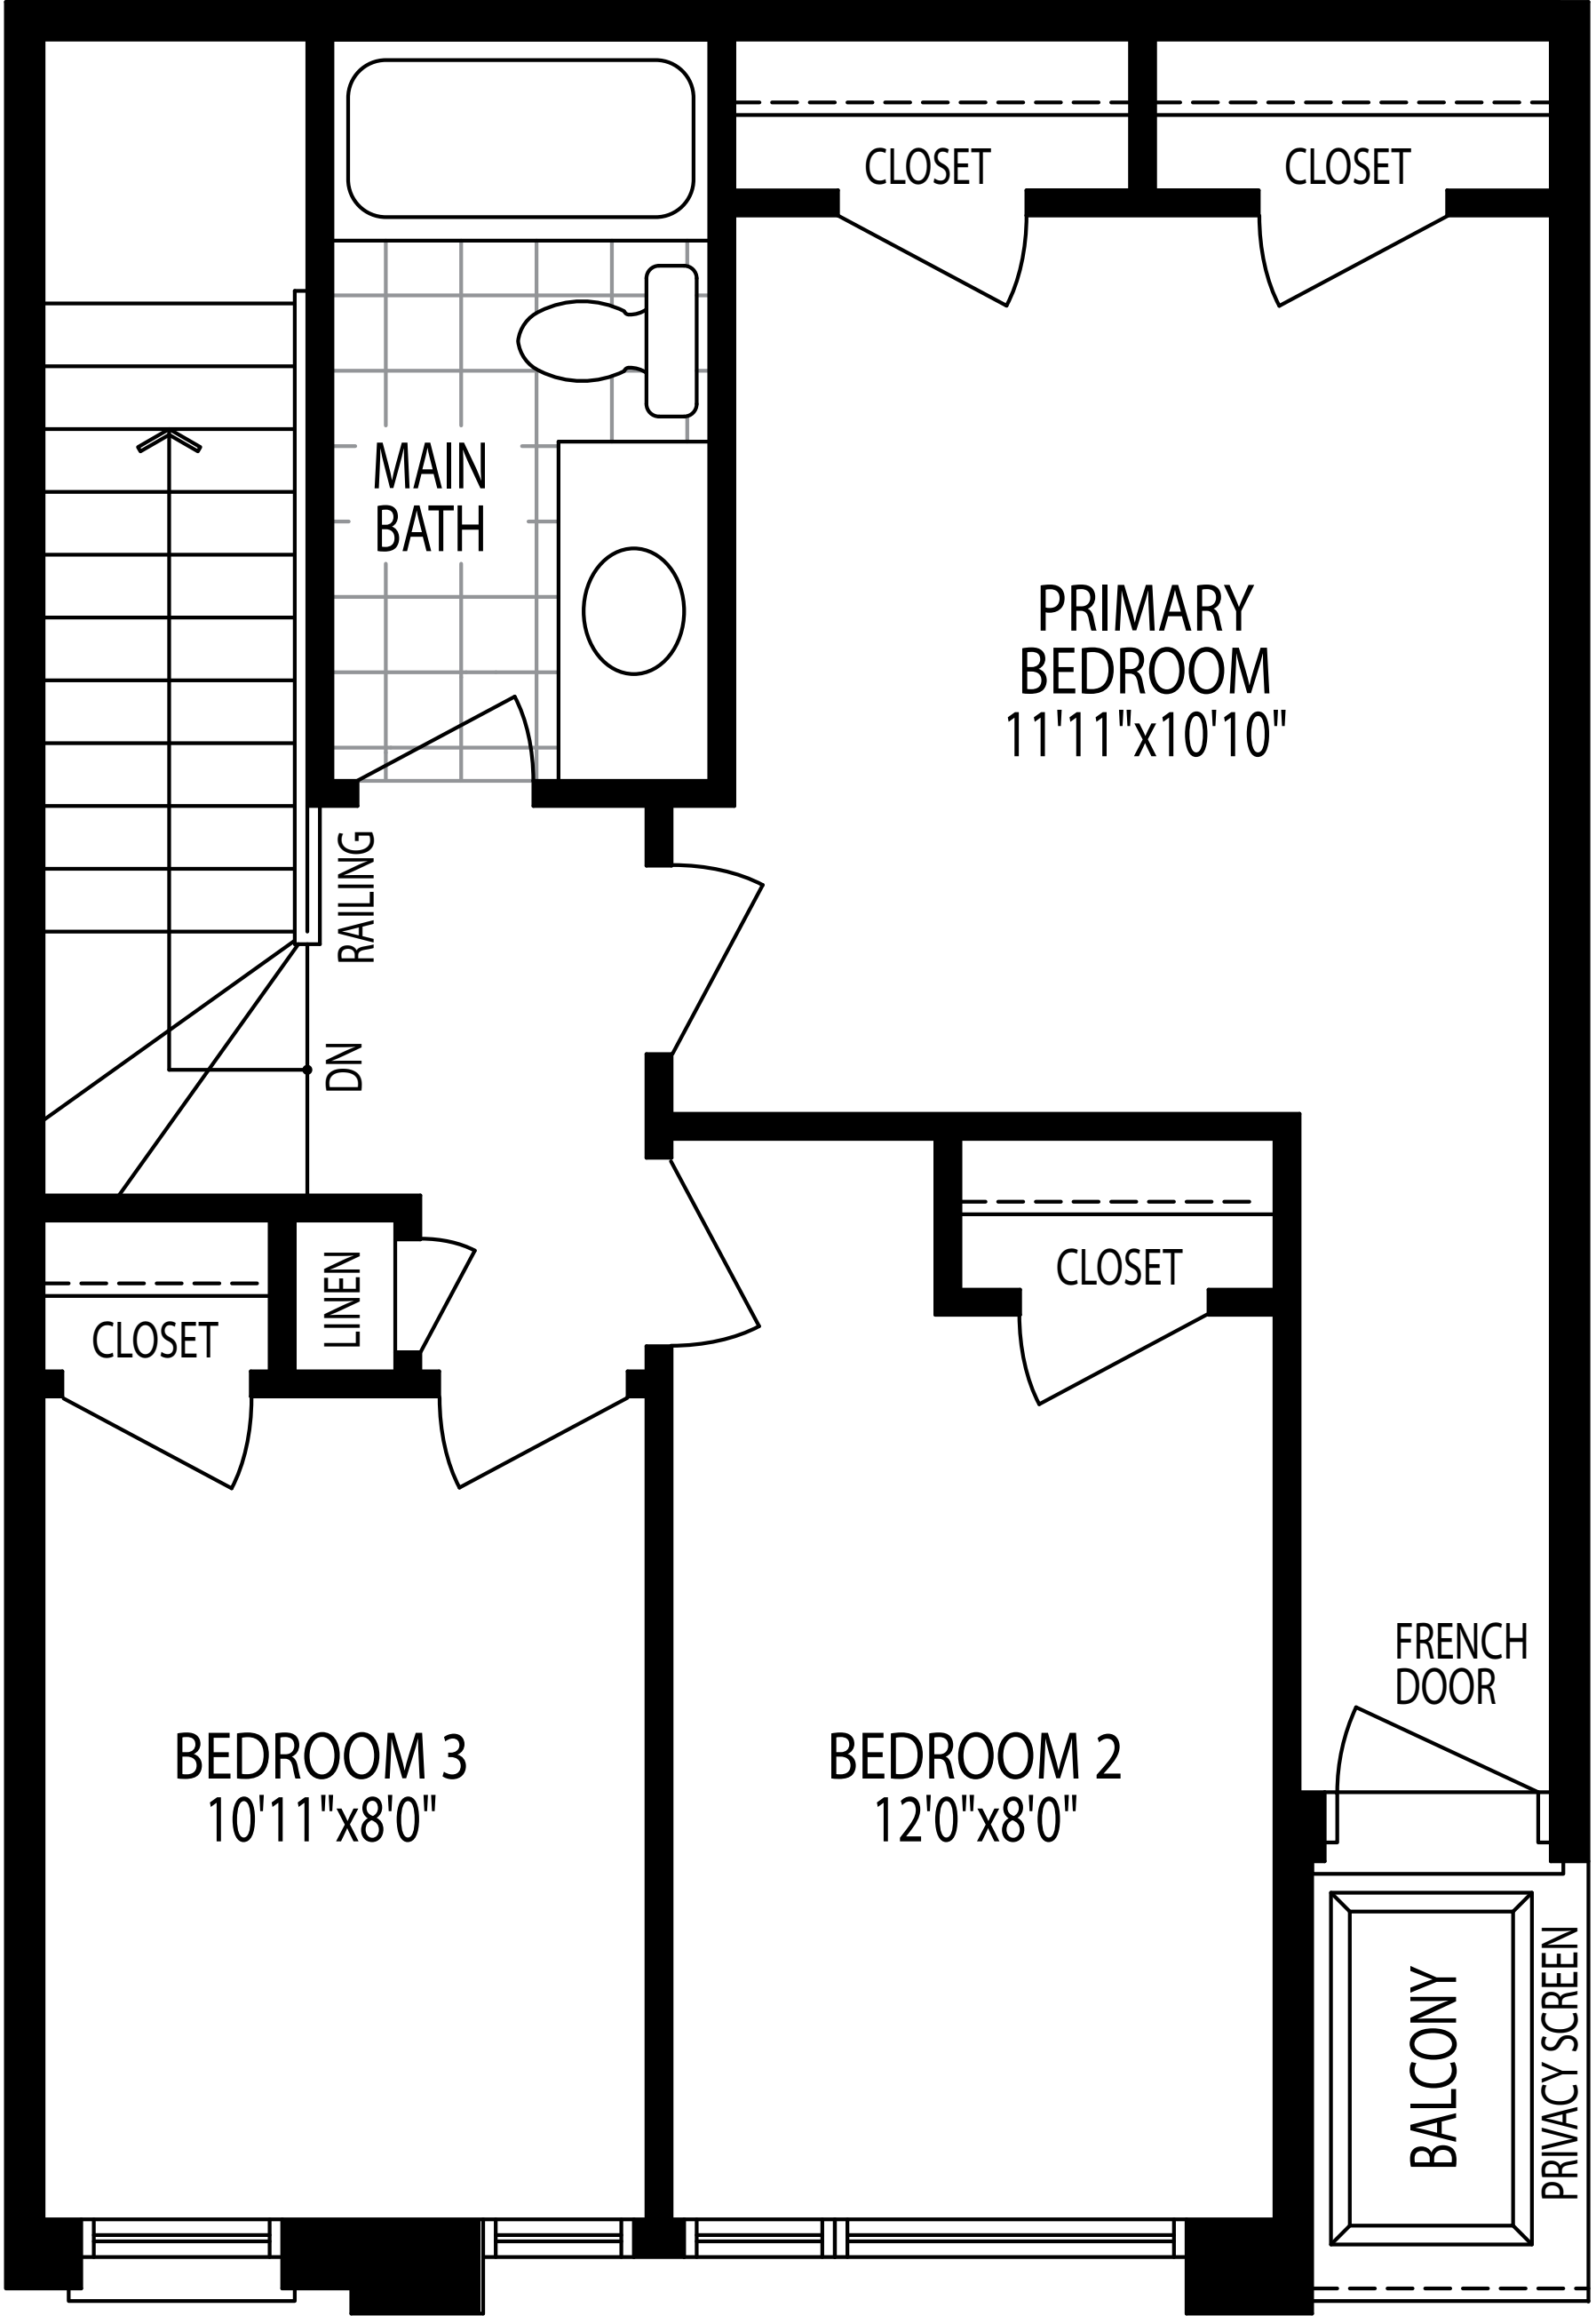 CLOSET
CLOSET
MAIN
BATH
PRIMARY
BEDROOM
11'11"x10'10"
RAILING
DN
CLOSET
LINEN
CLOSET
FRENCH
DOOR
BEDROOM 3
10'11"x8'0"
BEDROOM 2
12'0"x8'0"
BALCONY
PRIVACY SCREEN